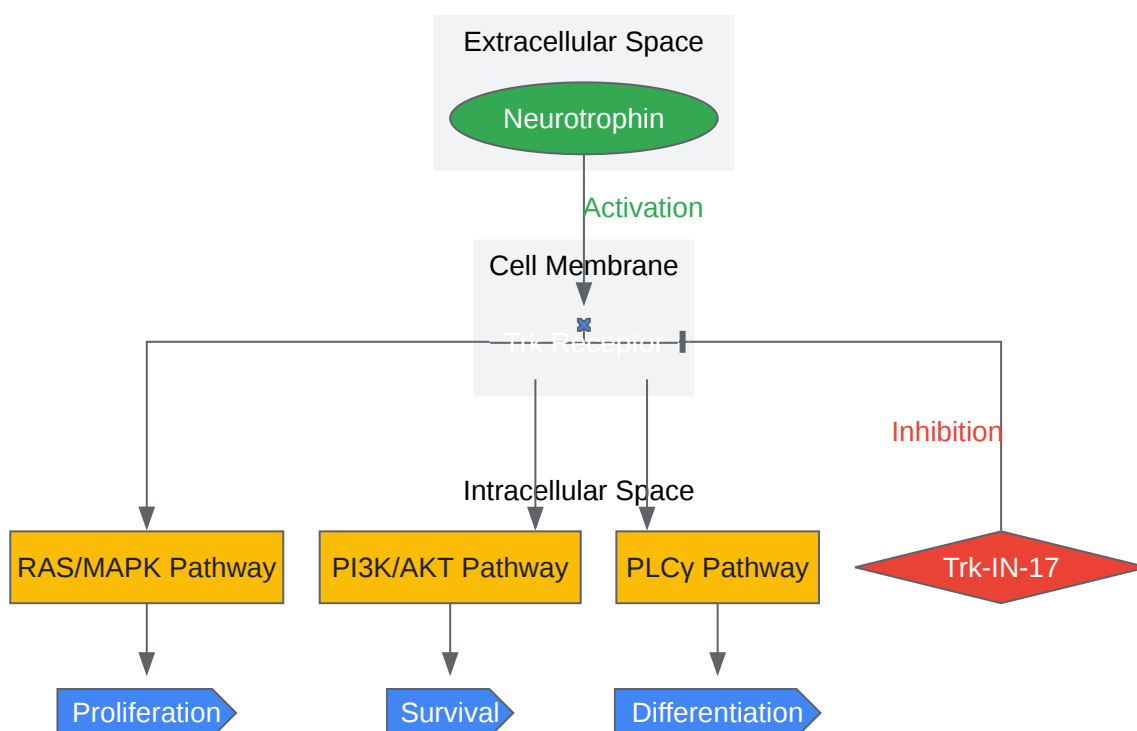 Extracellular Space
Neurotrophin
Activation
Cell Membrane
Trk Receptor
Inhibition
Intracellular Space
RAS/MAPK Pathway
PI3K/AKT Pathway
PLCγ Pathway
Trk-IN-17
Proliferation
Survival
Differentiation